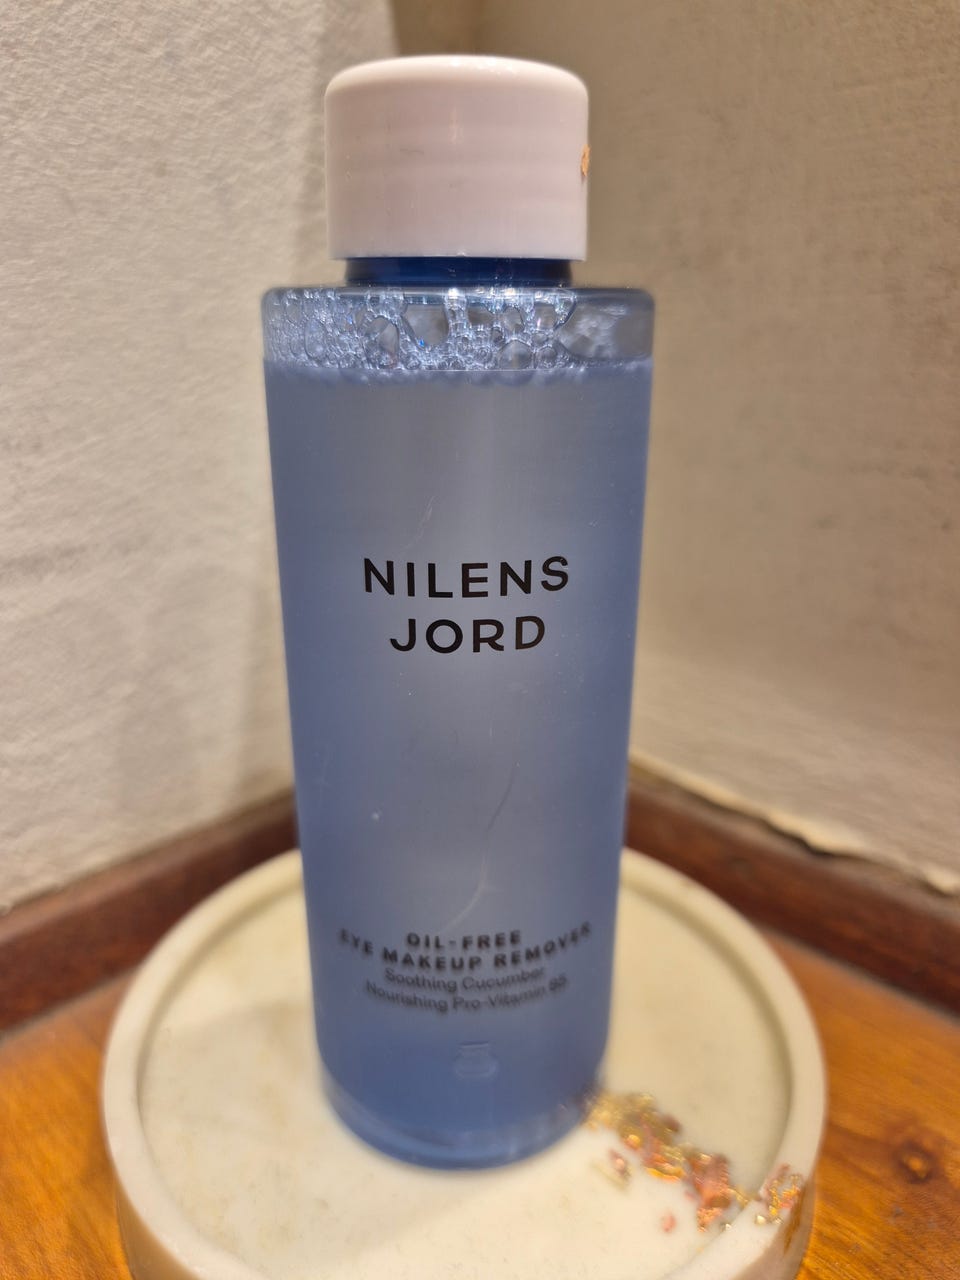 NILENS
JORD
OIL-FREE
EYE MAKEUP REMOVER
Soothing Cucumber
Nourishing Pro-Vitamin B5